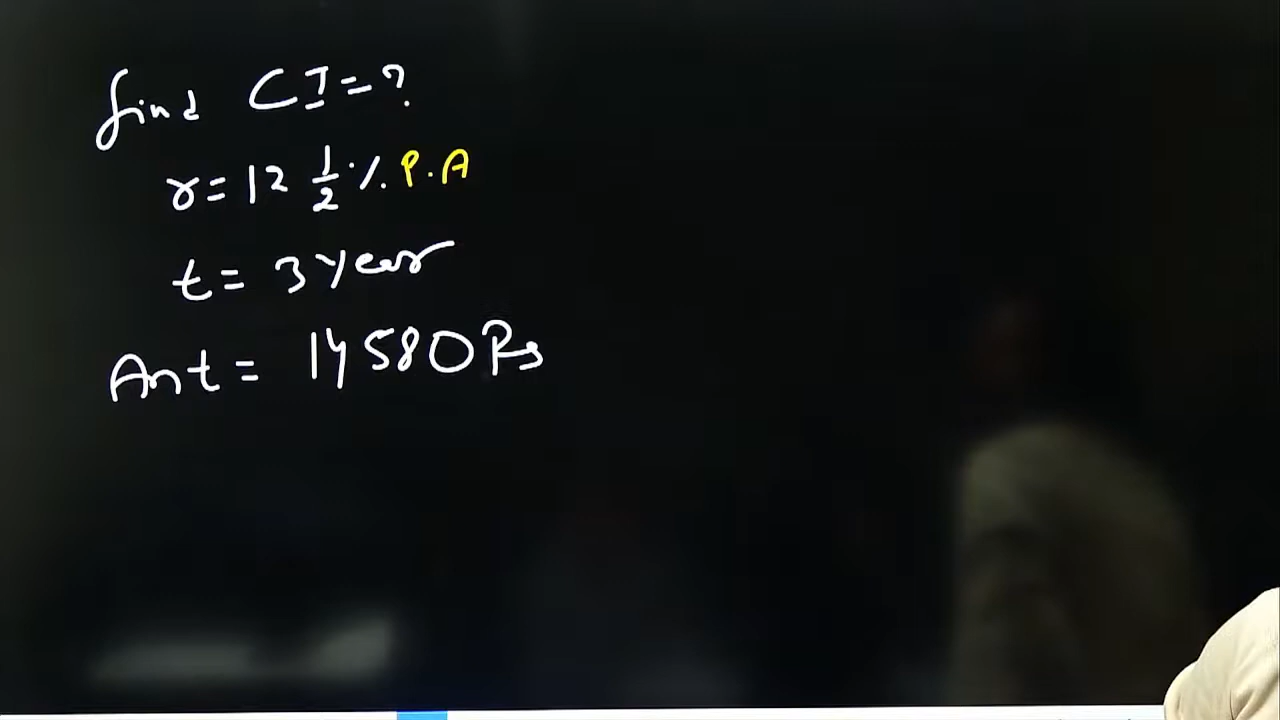 find CI=?
r=12 1/2 % P.A
t= 3 year
Amt= 14580 Rs